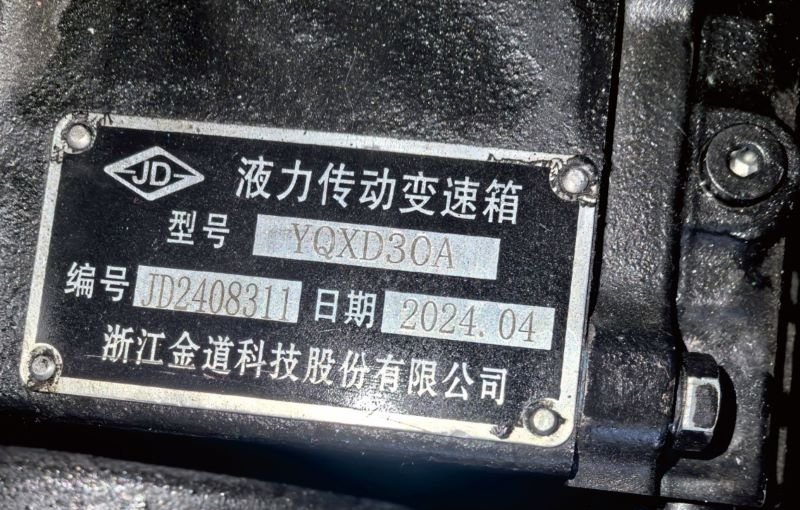 JD 液力传动变速箱
型号 YQXD30A
编号 JD2408311 日期 2024.04
浙江金道科技股份有限公司